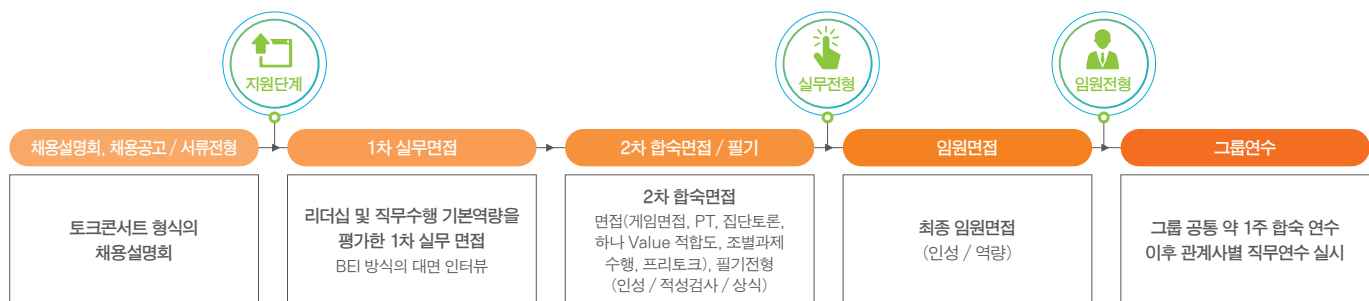 지원단계
실무전형
임원전형
채용설명회, 채용공고 / 서류전형
1차 실무면접
2차 합숙면접 / 필기
임원면접
그룹연수
토크콘서트 형식의
채용설명회
리더십 및 직무수행 기본역량을
평가한 1차 실무 면접
BEI 방식의 대면 인터뷰
2차 합숙면접
면접(게임면접, PT, 집단토론,
하나 Value 적합도, 조별과제
수행, 프리토크), 필기전형
(인성 / 적성검사 / 상식)
최종 임원면접
(인성 / 역량)
그룹 공통 약 1주 합숙 연수
이후 관계사별 직무연수 실시